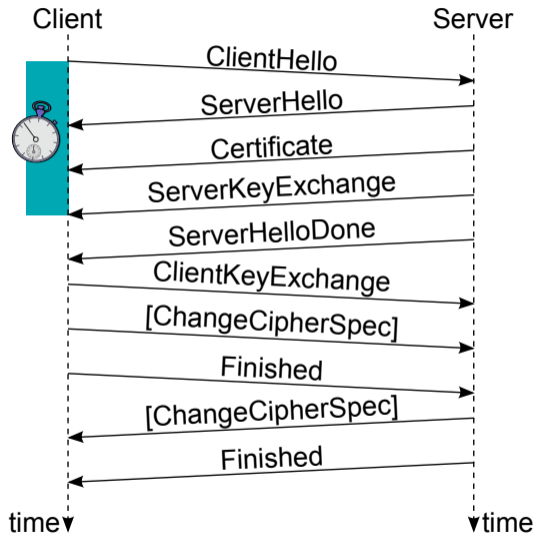 Client Server
ClientHello
ServerHello
Certificate
ServerKeyExchange
ServerHelloDone
ClientKeyExchange
[ChangeCipherSpec]
Finished
[ChangeCipherSpec]
Finished
time time